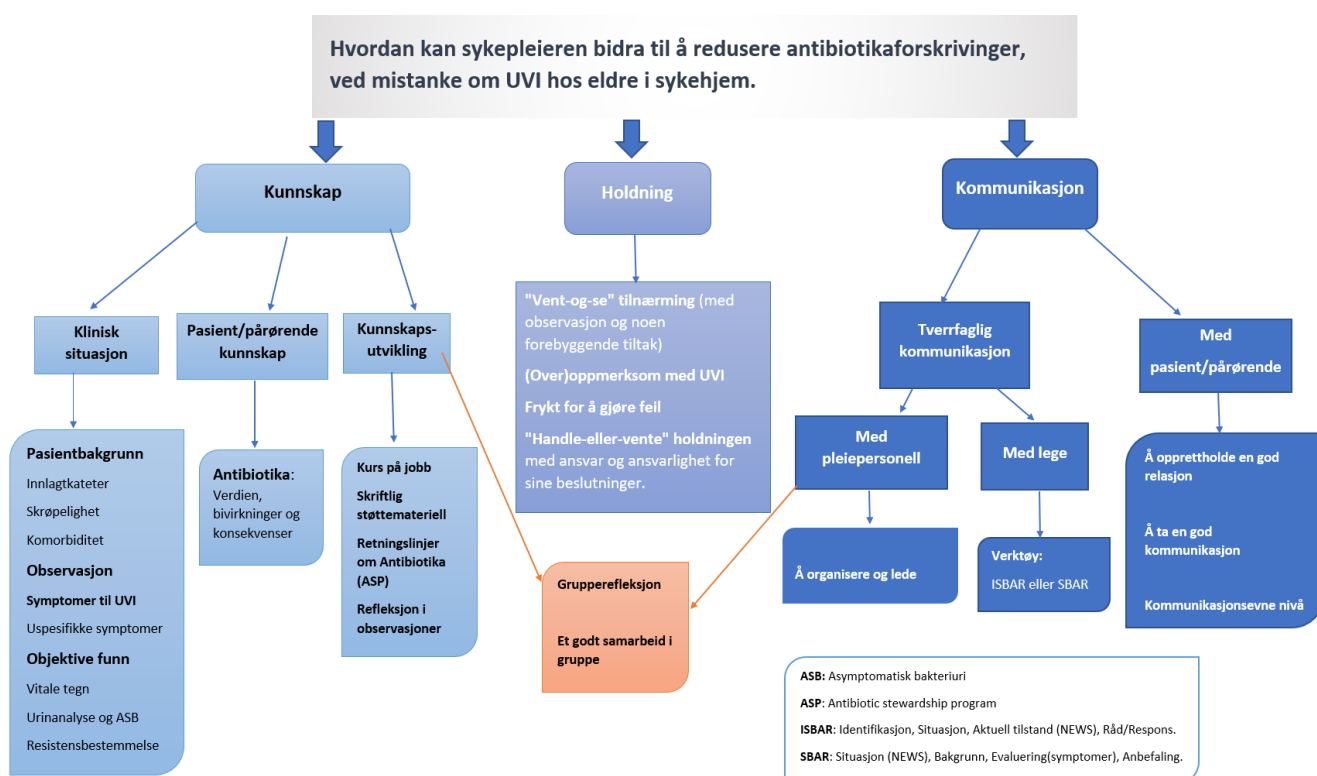 Hvordan kan sykepleieren bidra til å redusere antibiotikaforskrivinger,
ved mistanke om UVI hos eldre i sykehjem.
Kunnskap
Holdning
Kommunikasjon
Klinisk
situasjon
Pasient/pårørende
kunnskap
Kunnskaps-
utvikling
"Vent-og-se" tilnærming (med
observasjon og noen
forebyggende tiltak)
(Over)oppmerksom med UVI
Frykt for å gjøre feil
"Handle-eller-vente" holdningen
med ansvar og ansvarlighet for
sine beslutninger.
Tverrfaglig
kommunikasjon
Med
pasient/pårørende
Med
pleiepersonell
Med lege
Pasientbakgrunn
Innlagtkateter
Skrøpelighet
Komorbiditet
Observasjon
Symptomer til UVI
Uspesifikke symptomer
Objektive funn
Vitale tegn
Urinanalyse og ASB
Resistensbestemmelse
Antibiotika:
Verdien,
bivirkninger og
konsekvenser
Kurs på jobb
Skriftlig
støttemateriell
Retningslinjer
om Antibiotika
(ASP)
Refleksjon i
observasjoner
Grupperefleksjon
Et godt samarbeid i
gruppe
Å organisere og lede
Verktøy:
ISBAR eller SBAR
Å opprettholde en god
relasjon
Å ta en god
kommunikasjon
Kommunikasjonsevne nivå
ASB: Asymptomatisk bakteriuri
ASP: Antibiotic stewardship program
ISBAR: Identifikasjon, Situasjon, Aktuell tilstand (NEWS), Råd/Respons.
SBAR: Situasjon (NEWS), Bakgrunn, Evaluering(symptomer), Anbefaling.